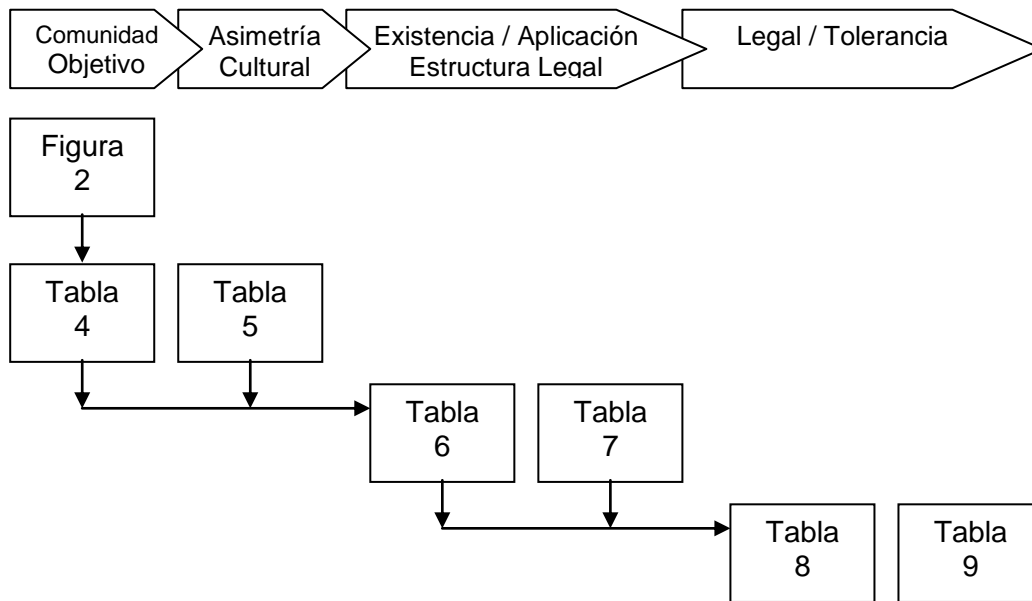 Comunidad
Objetivo
Asimetría
Cultural
Existencia / Aplicación
Estructura Legal
Legal / Tolerancia
Figura
2
Tabla
4
Tabla
5
Tabla
6
Tabla
7
Tabla
8
Tabla
9